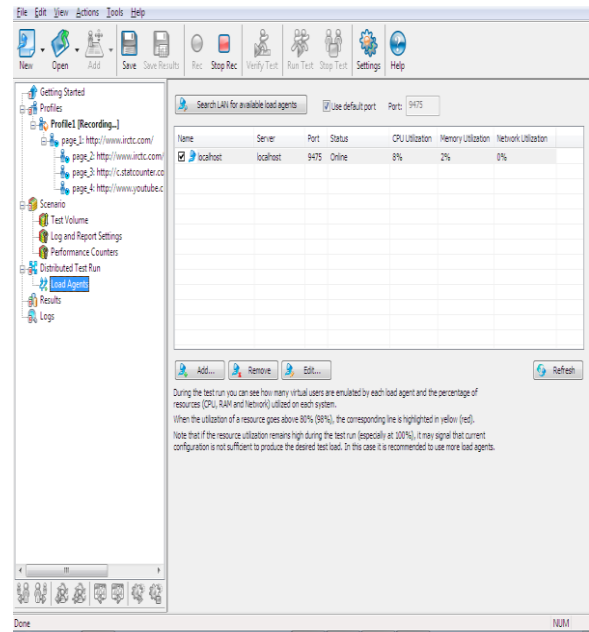 File Edit View Actions Tools Help
New Open Add Save Save Results Rec Stop Rec Verify Test Run Test Stop Test Settings Help
Getting Started
Profiles
Profile1 [Recording...]
page_1: http://www.irctc.com/
page_2: http://www.irctc.com/
page_3: http://c.statcounter.co
page_4: http://www.youtube.c
Scenario
Test Volume
Log and Report Settings
Performance Counters
Distributed Test Run
Load Agents
Results
Logs
Search LAN for available load agents Use default port Port: 9475
Name Server Port Status CPU Utilization Memory Utilization Network Utilization
localhost localhost 9475 Online 8% 2% 0%
Add... Remove Edit... Refresh
During the test run you can see how many virtual users are emulated by each load agent and the percentage of
resources (CPU, RAM and Network) utilized on each system.
When the utilization of a resource goes above 80% (98%), the corresponding line is highlighted in yellow (red).
Note that if the resource utilization remains high during the test run (especially at 100%), it may signal that current
configuration is not sufficient to produce the desired test load. In this case it is recommended to use more load agents.
Done NUM